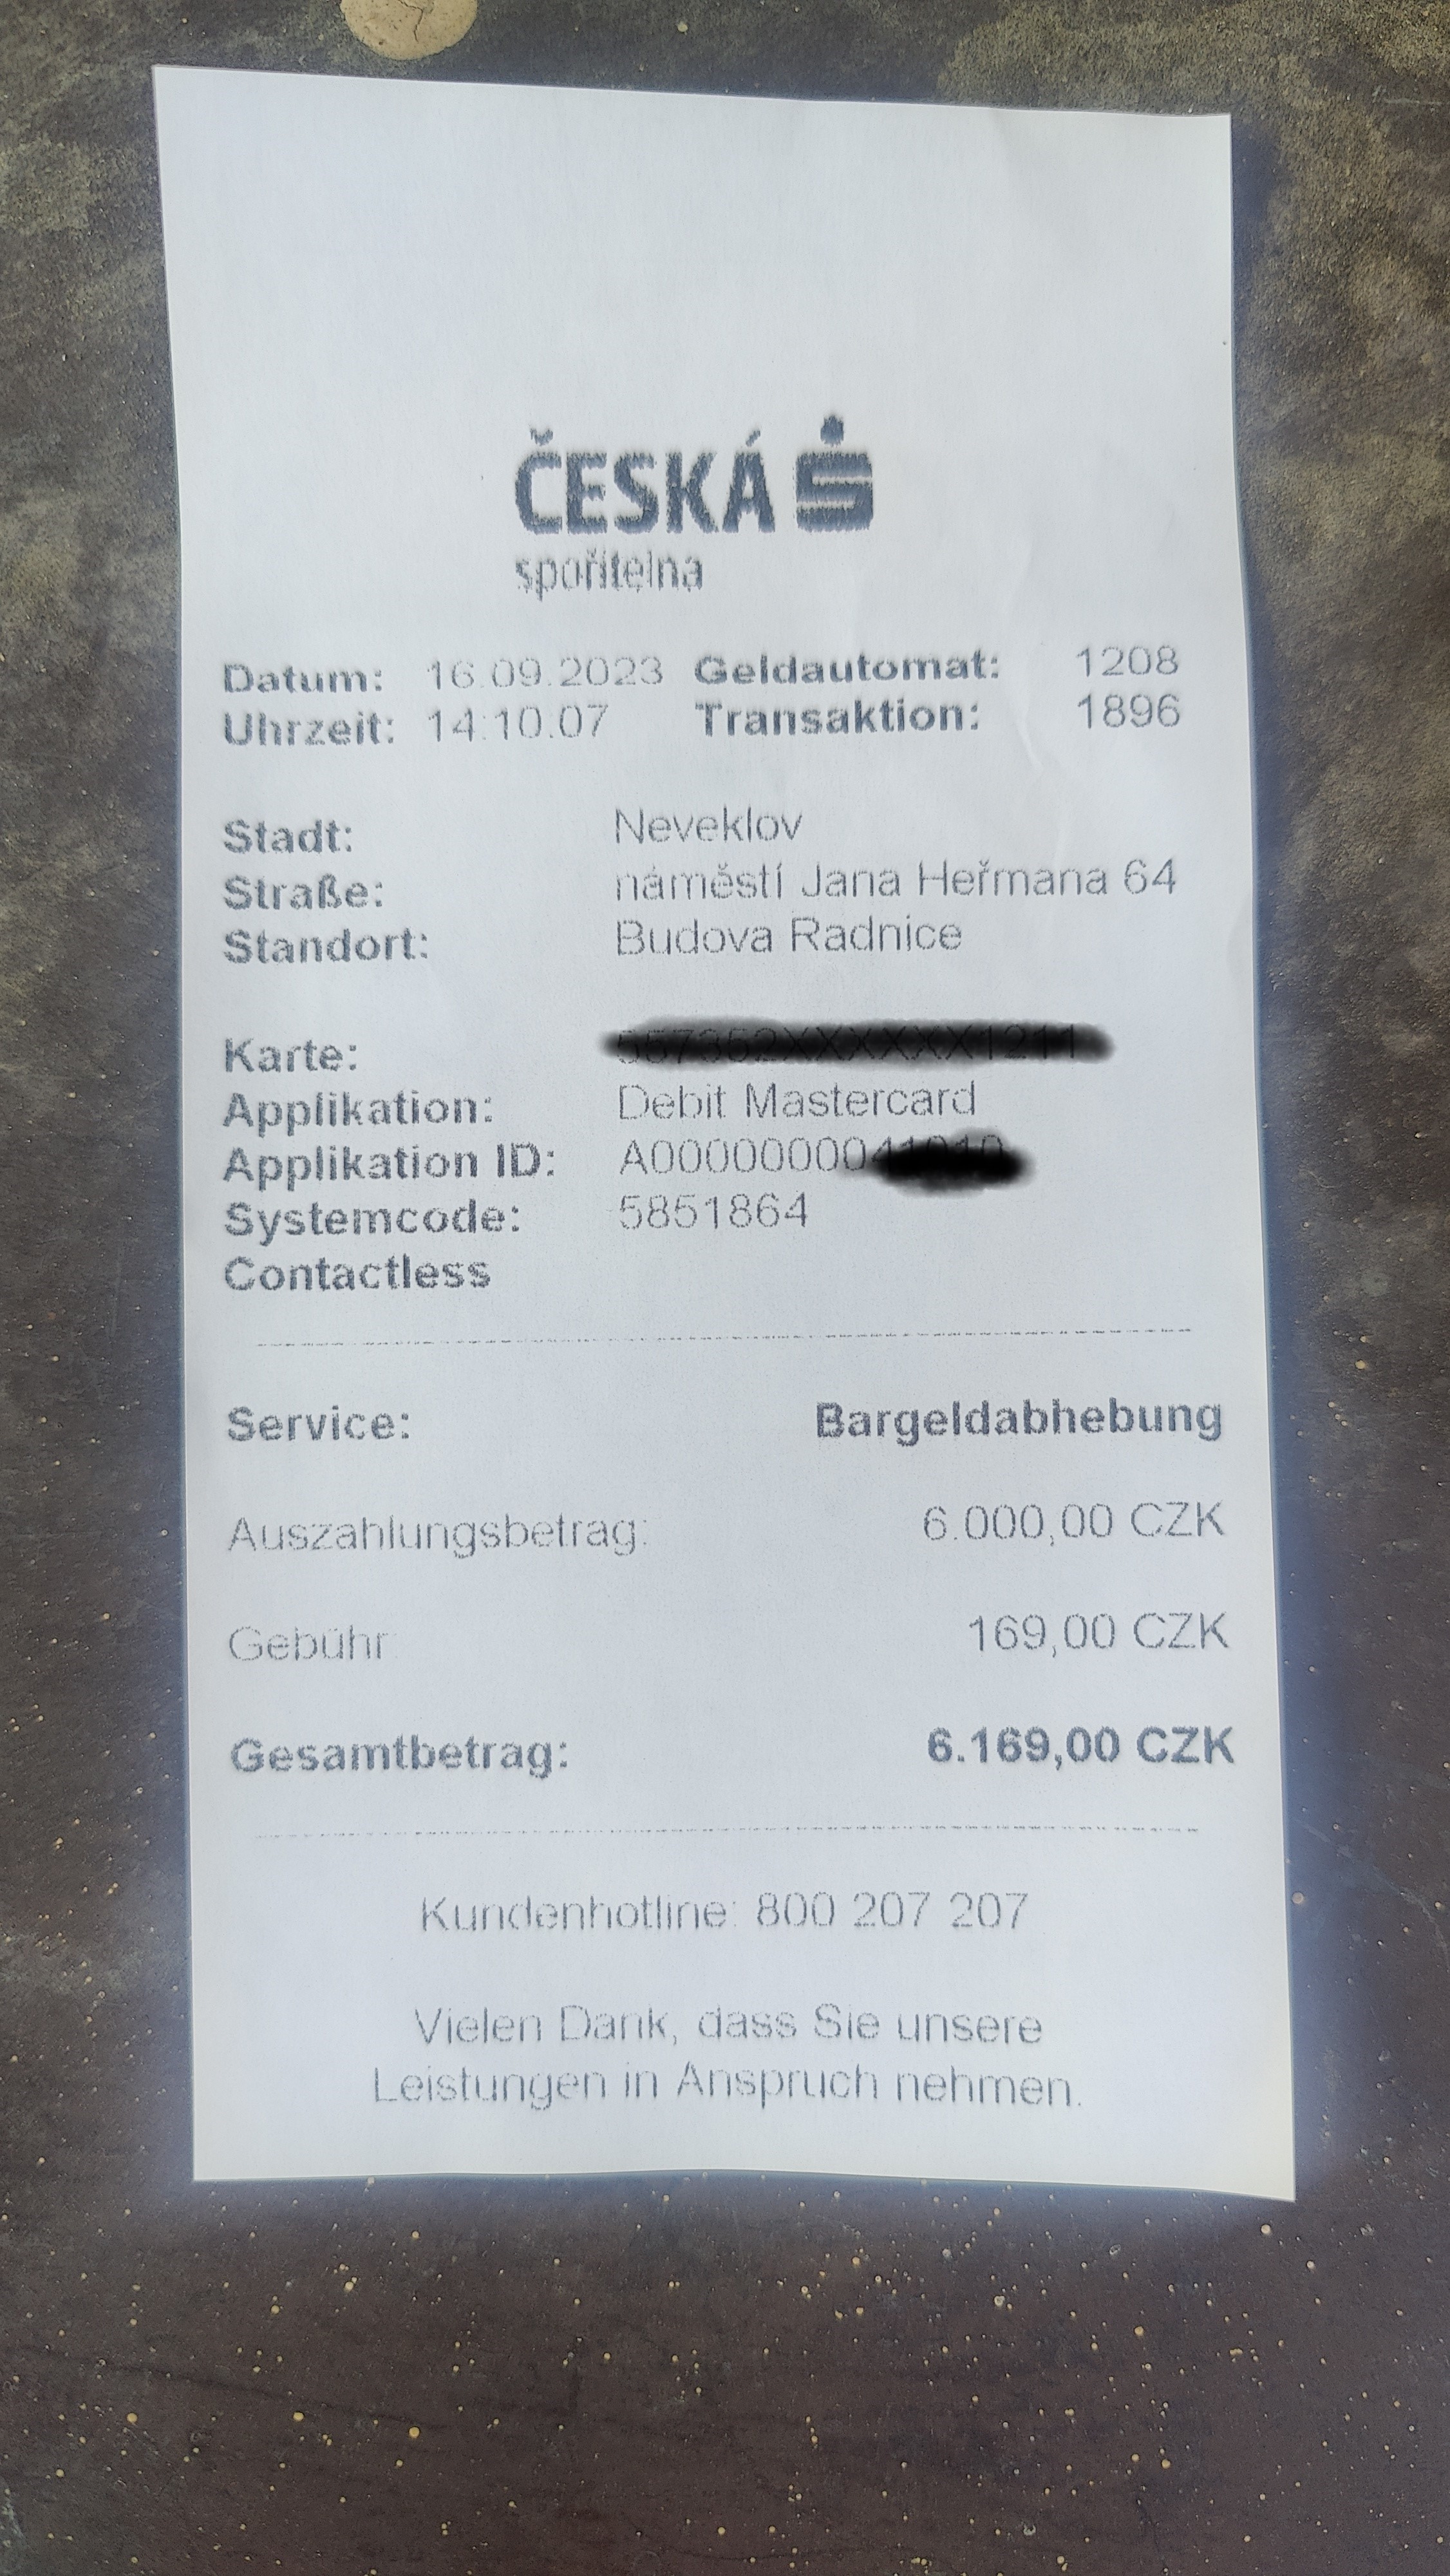 ČESKÁ
spořitelna
Datum: 16.09.2023 Geldautomat: 1208
Uhrzeit: 14:10.07 Transaktion: 1896
Stadt: Neveklov
Straße: náměstí Jana Heřmana 64
Standort: Budova Radnice
Karte:
Applikation: Debit Mastercard
Applikation ID:
Systemcode: 5851864
Contactless
Service: Bargeldabhebung
Auszahlungsbetrag: 6.000,00 CZK
Gebühr: 169,00 CZK
Gesamtbetrag: 6.169,00 CZK
Kundenhotline: 800 207 207
Vielen Dank, dass Sie unsere
Leistungen in Anspruch nehmen.